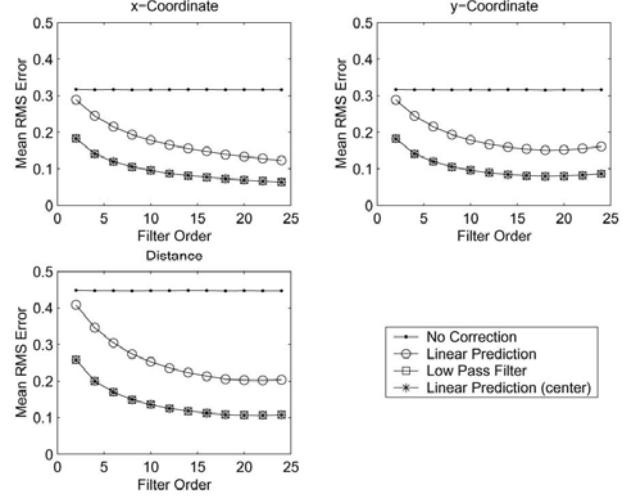 x-Coordinate
0.5
0.4
0.3
0.2
0.1
0
Mean RMS Error
0 5 10 15 20 25
Filter Order
y-Coordinate
0.5
0.4
0.3
0.2
0.1
0
Mean RMS Error
0 5 10 15 20 25
Filter Order
Distance
0.5
0.4
0.3
0.2
0.1
0
Mean RMS Error
0 5 10 15 20 25
Filter Order
No Correction
Linear Prediction
Low Pass Filter
Linear Prediction (center)